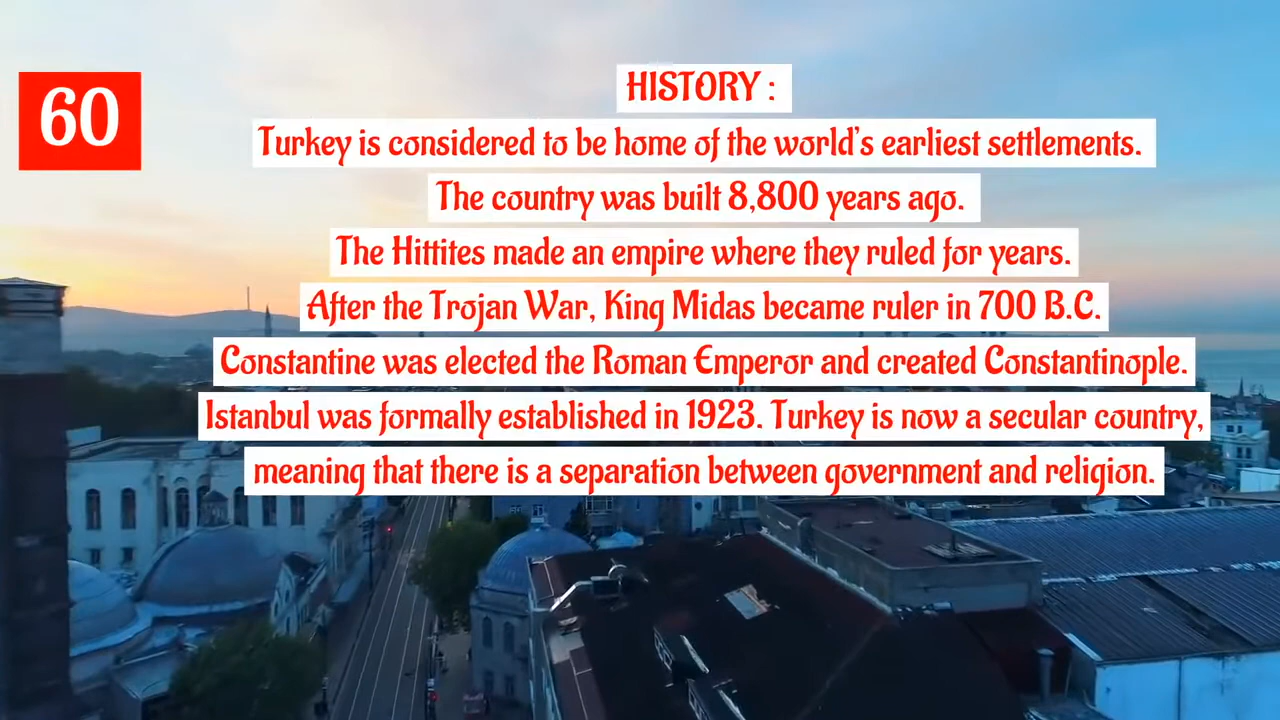 60
HISTORY :
Turkey is considered to be home of the world's earliest settlements.
The country was built 8,800 years ago.
The Hittites made an empire where they ruled for years.
After the Trojan War, King Midas became ruler in 700 B.C.
Constantine was elected the Roman Emperor and created Constantinople.
Istanbul was formally established in 1923. Turkey is now a secular country,
meaning that there is a separation between government and religion.